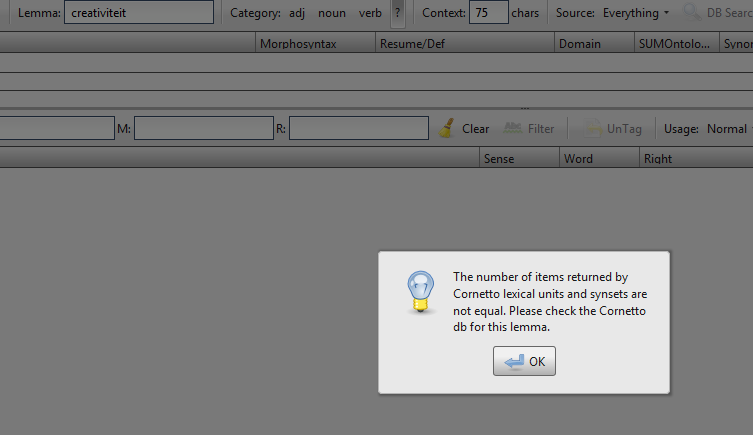 Lemma: creativiteit Category: adj noun verb ? Context: 75 chars Source: Everything DB Searc
Morphosyntax Resume/Def Domain SUMOntolo... Synon
M: R: Clear Abc Filter UnTag Usage: Normal
Sense Word Right
The number of items returned by
Cornetto lexical units and synsets are
not equal. Please check the Cornetto
db for this lemma.
OK